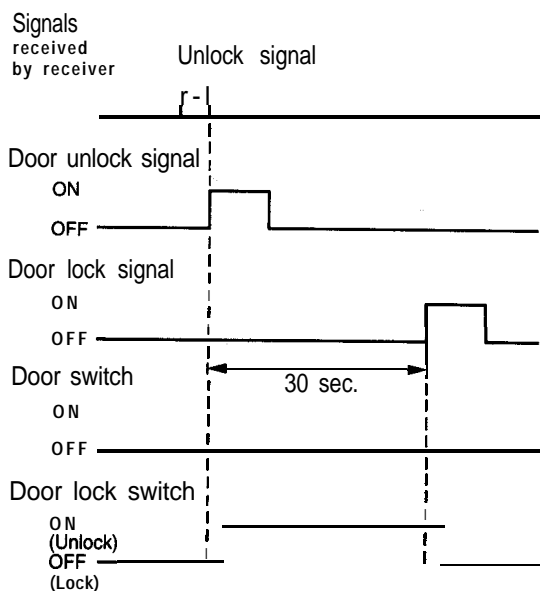 Signals
received
by receiver
Unlock signal
Door unlock signal
ON
OFF
Door lock signal
ON
OFF
30 sec.
Door switch
ON
OFF
Door lock switch
ON
(Unlock)
OFF
(Lock)